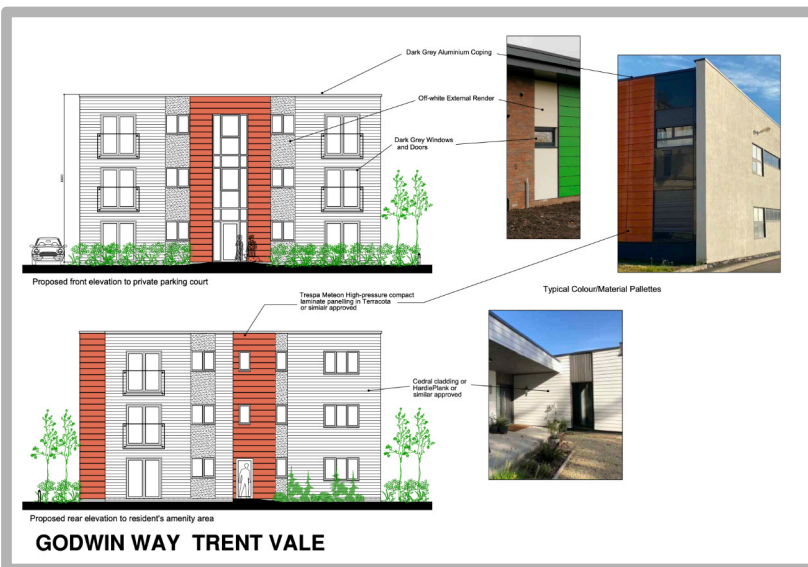 Dark Grey Aluminium Coping
Off-white External Render
Dark Grey Windows
and Doors
Proposed front elevation to private parking court
Typical Colour/Material Pallettes
Trespa Meteon High-pressure compact
laminate panelling in Terracota
or simialr approved
Cedral cladding or
HardiePlank or
similar approved
Proposed rear elevation to resident's amenity area
GODWIN WAY TRENT VALE